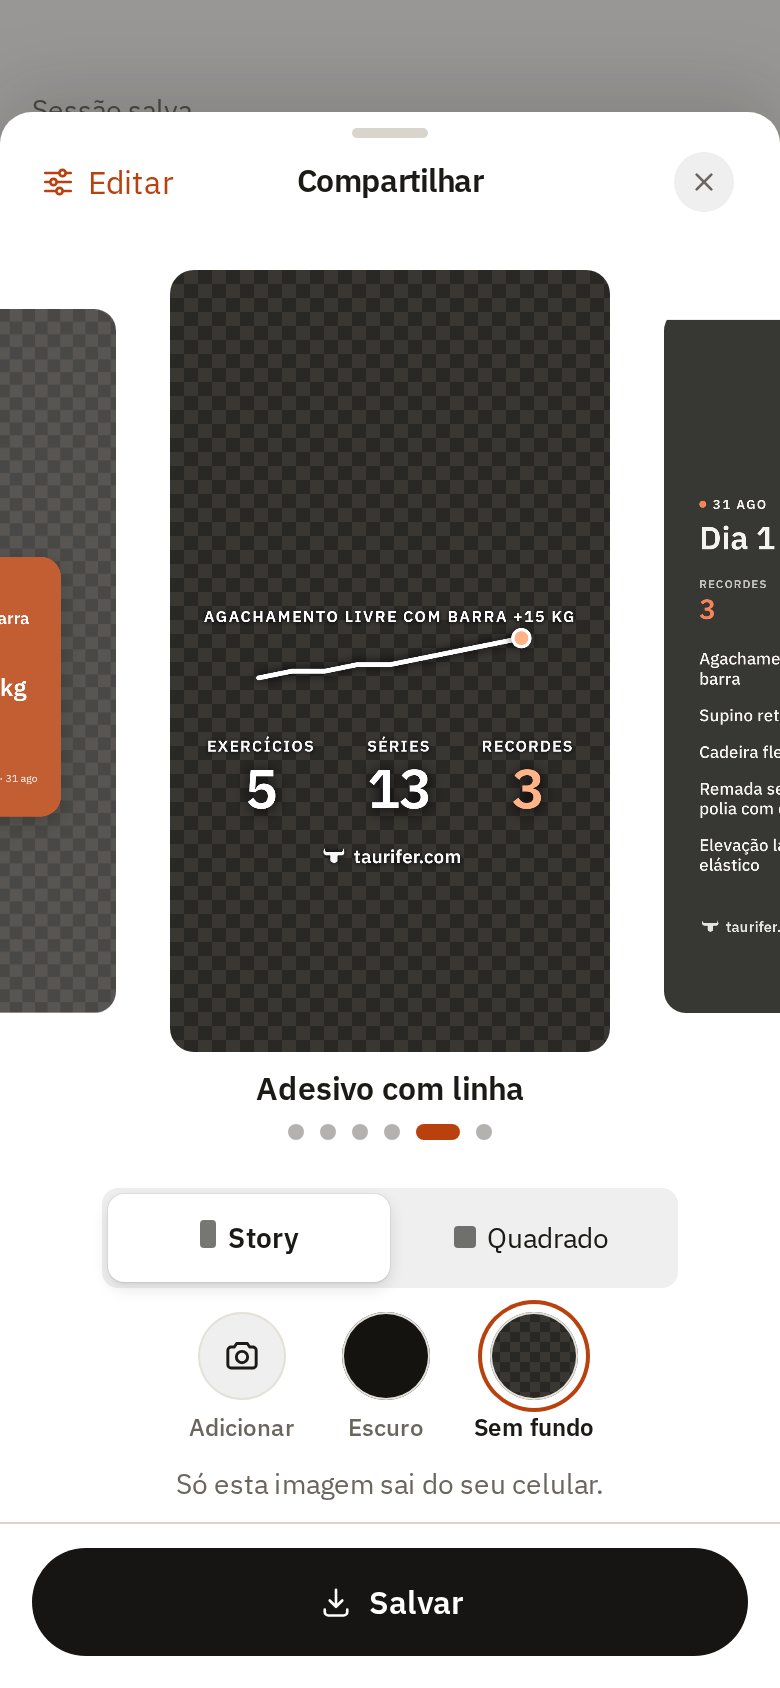 Sessão salva
Editar
Compartilhar
arra
kg
· 31 ago
AGACHAMENTO LIVRE COM BARRA +15 KG
EXERCÍCIOS
SÉRIES
RECORDES
5
13
3
taurifer.com
31 AGO
Dia 1
RECORDES
3
Agachame
barra
Supino ret
Cadeira fle
Remada se
polia com
Elevação la
elástico
taurifer.
Adesivo com linha
Story
Quadrado
Adicionar
Escuro
Sem fundo
Só esta imagem sai do seu celular.
Salvar